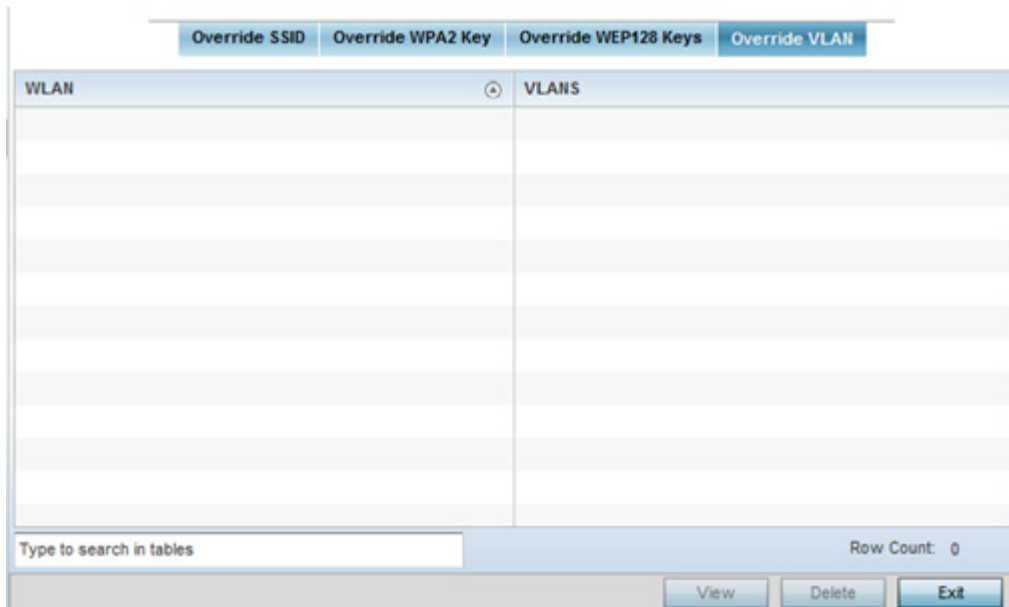 Override SSID Override WPA2 Key Override WEP128 Keys Override VLAN
WLAN VLANS
Type to search in tables Row Count: 0
View Delete Exit